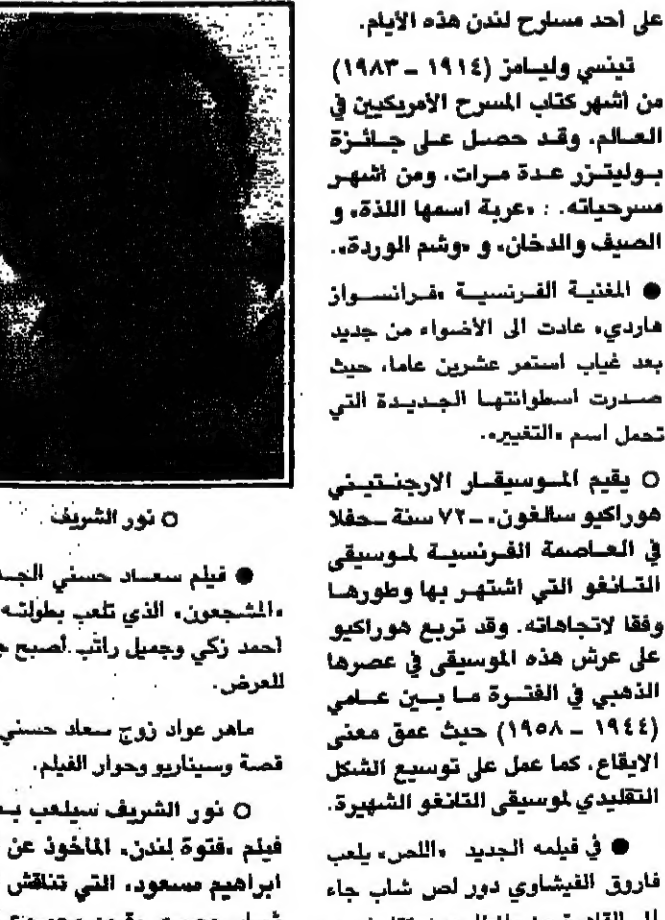 على أحد مسارح لندن هذه الأيام.
تينسي وليامز (١٩١٤ - ١٩٨٣)
من أشهر كتاب المسرح الأمريكيين في
العالم. وقد حصل على جائزة
بوليتزر عدة مرات. ومن أشهر
مسرحياته. : «عربة اسمها اللذة» و
الصيف والدخان» و «وشم الوردة».
● المغنية الفرنسية «فرانسواز
هاردي» عادت الى الأضواء من جديد
بعد غياب استمر عشرين عاما، حيث
صدرت اسطوانتها الجديدة التي
تحمل اسم «التغيير».
○ يقيم الموسيقار الارجنتيني
هوراكيو سالغون» - ٧٢ سنة - حفلا
في العاصمة الفرنسية لموسيقى
التانغو التي اشتهر بها وطورها
وفقا لاتجاهاته. وقد تربع هوراكيو
على عرش هذه الموسيقى في عصرها
الذهبي في الفترة ما بين عامي
(١٩٤٤ - ١٩٥٨) حيث عمق معنى
الايقاع، كما عمل على توسيع الشكل
التقليدي لموسيقى التانغو الشهيرة.
● في فيلمه الجديد «اللص» يلعب
فاروق الفيشاوي دور لص شاب جاء
○ نور الشريف
● فيلم سعاد حسني
«المشجعون» الذي تلعب بطولته
أحمد زكي وجميل راتب أصبح
للعرض.
ماهر عواد زوج سعاد حسني
قصة وسيناريو وحوار الفيلم.
○ نور الشريف سيلعب
فيلم «فتوة لندن» المأخوذ عن
ابراهيم مسعود، التي تناقش